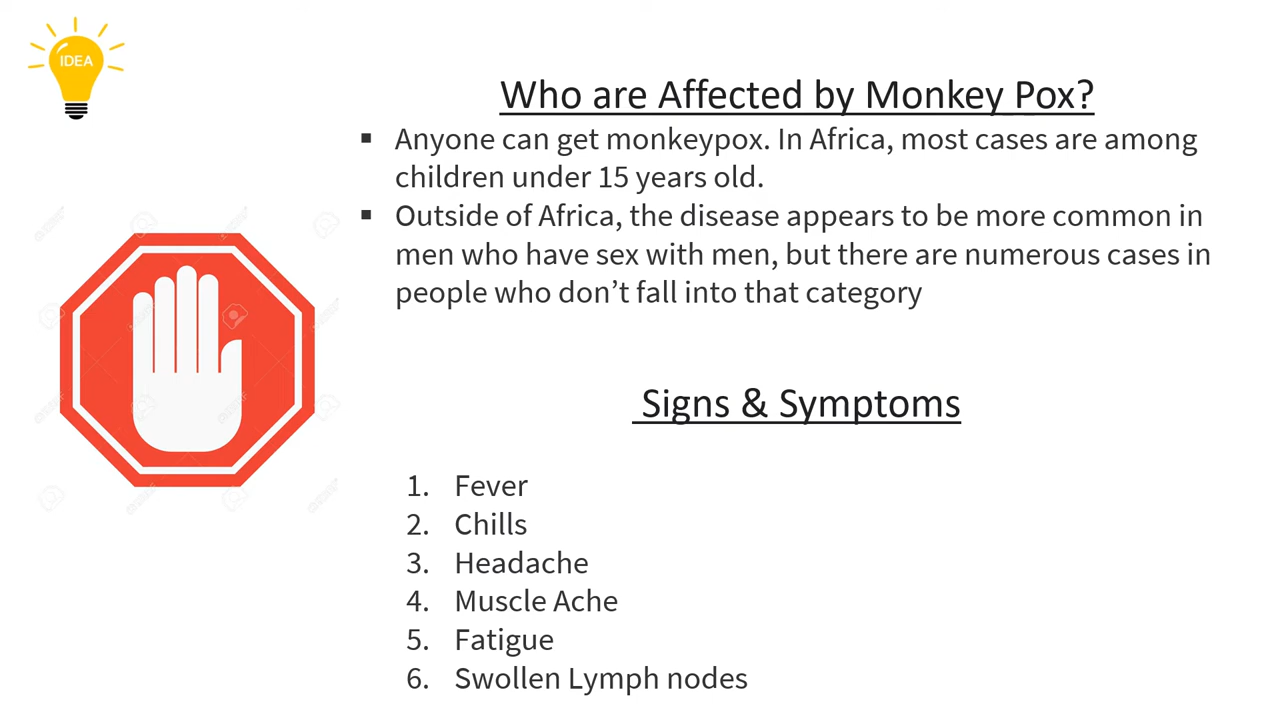 IDEA
Who are Affected by Monkey Pox?
▪ Anyone can get monkeypox. In Africa, most cases are among
children under 15 years old.
▪ Outside of Africa, the disease appears to be more common in
men who have sex with men, but there are numerous cases in
people who don’t fall into that category
Signs & Symptoms
1. Fever
2. Chills
3. Headache
4. Muscle Ache
5. Fatigue
6. Swollen Lymph nodes